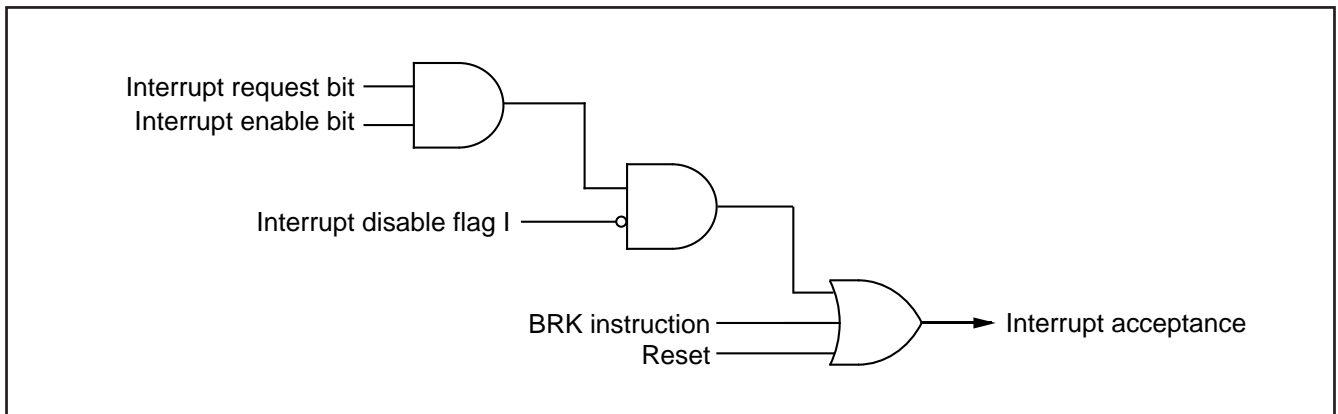 Interrupt request bit
Interrupt enable bit
Interrupt disable flag I
BRK instruction
Reset
Interrupt acceptance